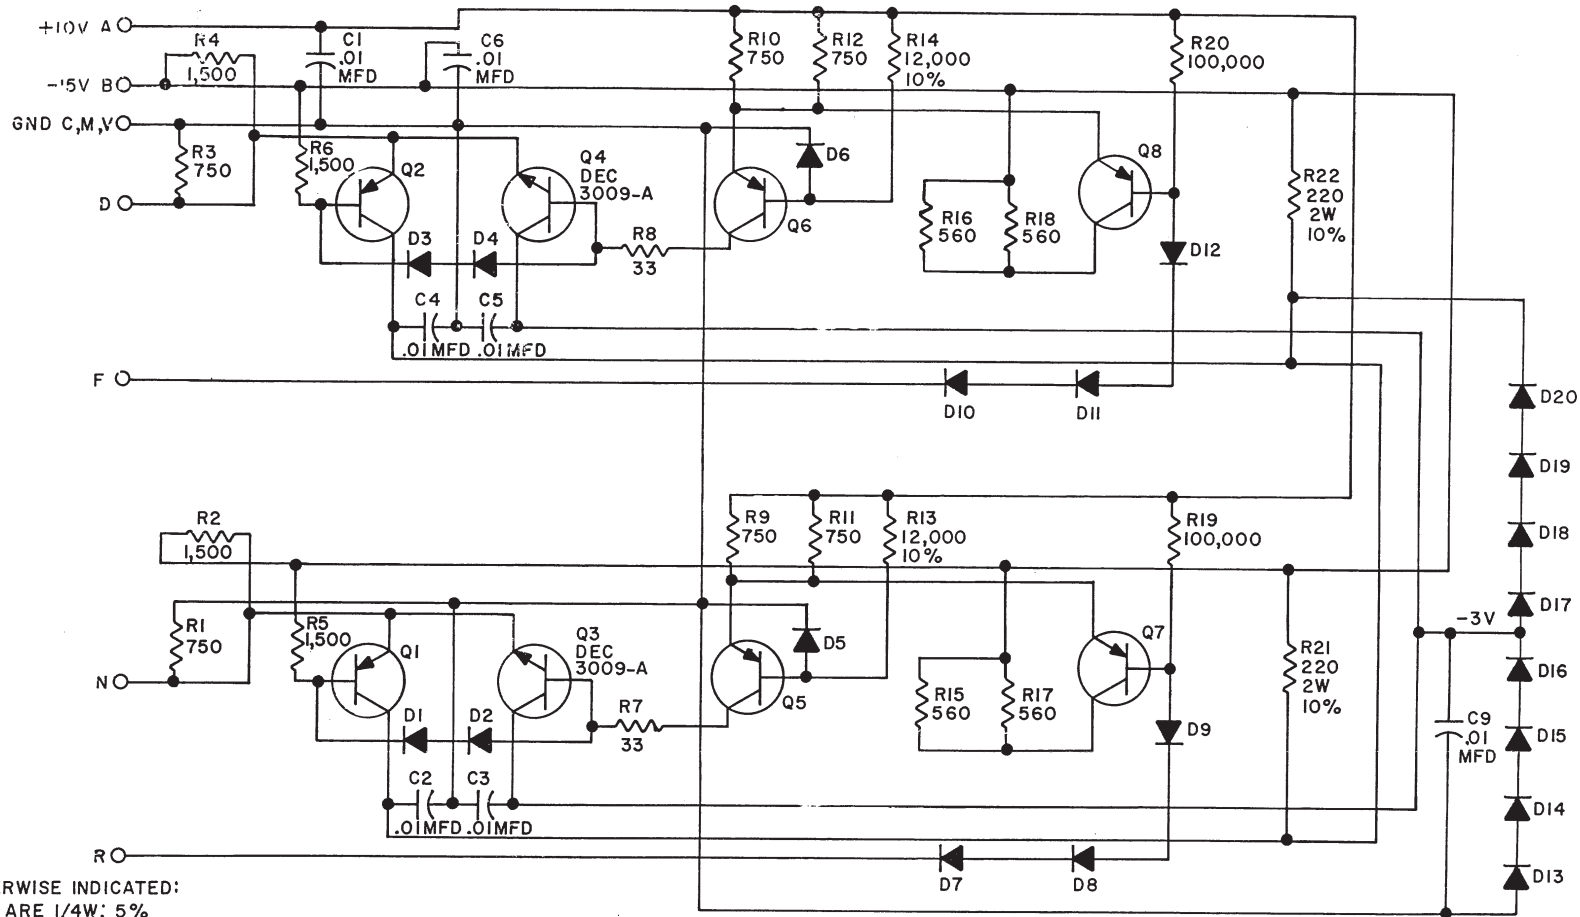 +10V A
R4
1,500
C1
.01
MFD
C6
.01
MFD
R10
750
R12
750
R14
12,000
10%
R20
100,000
-15V B
GND C,M,V
R3
750
R6
1,500
Q2
Q4
DEC
3009-A
D6
Q8
D
Q6
R16
560
R18
560
R22
220
2W
10%
D3
D4
R8
33
D12
C4
C5
.01MFD
.01MFD
F
D10
D11
D20
D19
R2
1,500
R9
750
R11
750
R13
12,000
10%
R19
100,000
D18
D17
-3V
R1
750
R5
1,500
Q1
Q3
DEC
3009-A
D5
Q7
R21
220
2W
10%
D16
N
Q5
R15
560
R17
560
D1
D2
R7
33
D9
C9
.01
MFD
D15
C2
C3
.01MFD
.01MFD
D14
R
D7
D8
D13
RWISE INDICATED:
ARE 1/4W; 5%